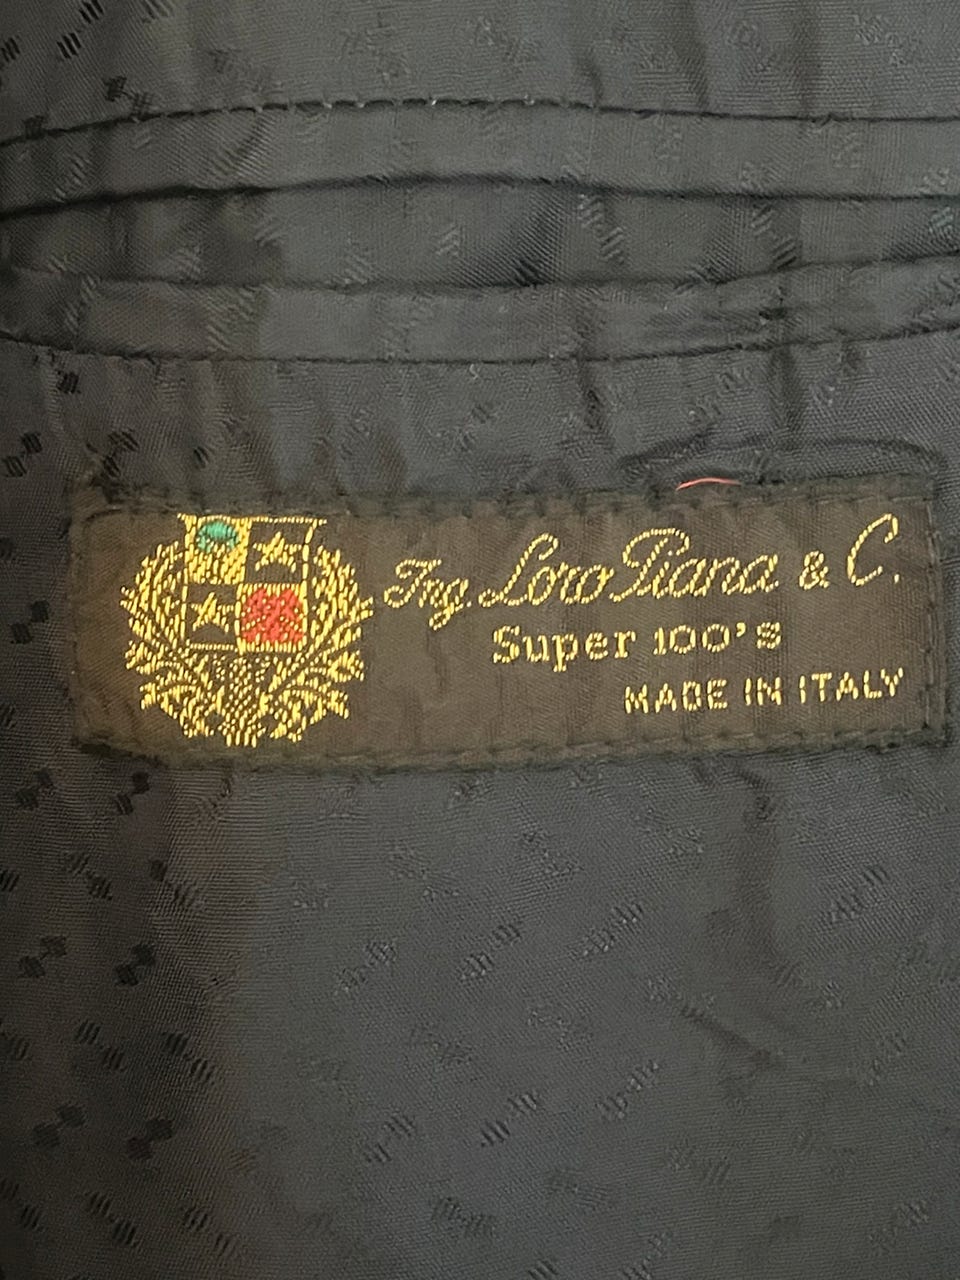 Ing. Loro Piana & C.
Super 100's
MADE IN ITALY